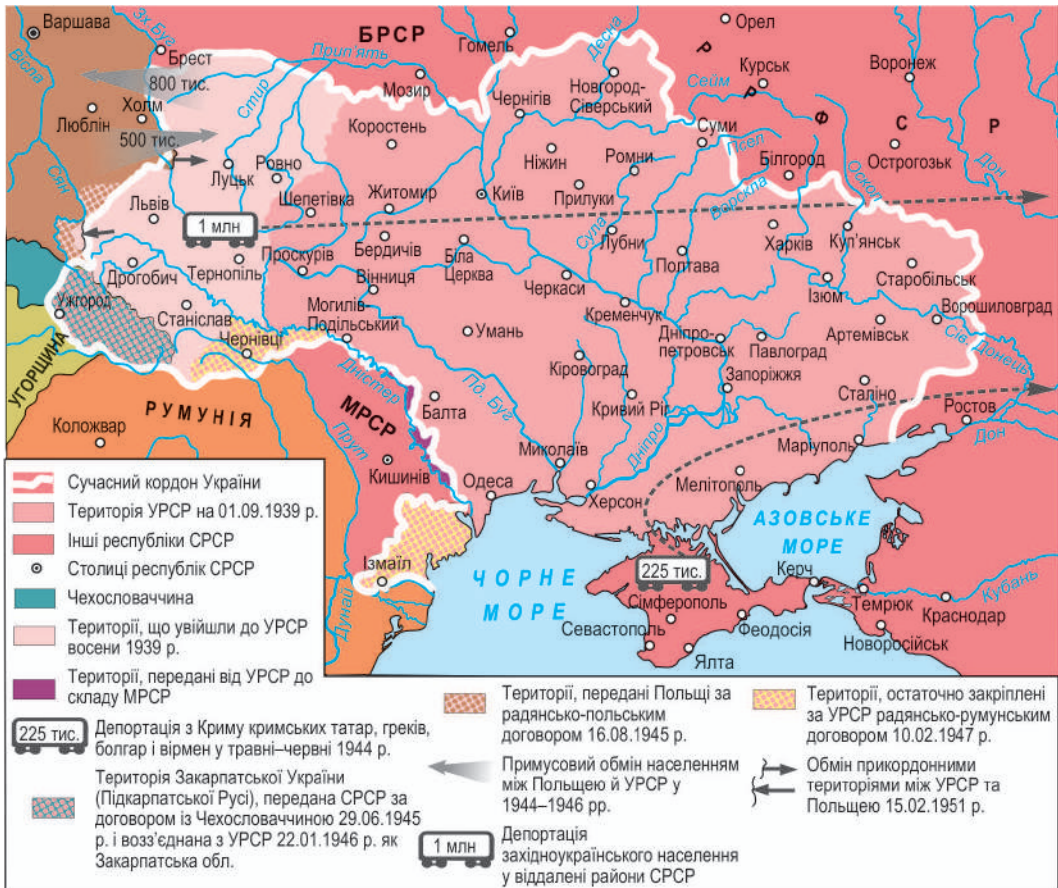 Варшава
Зх. Буг
БРСР
Гомель
Десна
Орел
Вісла
Брест
Прип'ять
Курськ
Воронеж
800 тис.
Стир
Мозир
Чернігів
Новгород-
Сіверський
Сейм
Р
Р
Ф
С
Р
Холм
Люблін
500 тис.
Коростень
Суми
Псел
Білгород
Острогозьк
Дон
Сян
Луцьк
Ровно
Ніжин
Ромни
Оскол
Шепетівка
Житомир
Київ
Прилуки
Ворскла
Львів
1 млн
Сула
Лубни
Харків
Куп'янськ
Дрогобич
Тернопіль
Проскурів
Бердичів
Біла
Церква
Полтава
Старобільськ
Вінниця
Черкаси
Ізюм
Ужгород
Станіслав
Могилів-
Подільський
Кременчук
Ворошиловград
УГОРЩИНА
Чернівці
Умань
Дніпро-
петровськ
Павлоград
Артемівськ
Сів. Донець
РУМУНІЯ
Дністер
Пд. Буг
Кіровоград
Запоріжжя
Сталіно
МРСР
Балта
Кривий Ріг
Ростов
Коложвар
Прут
Миколаїв
Дніпро
Маріуполь
Дон
Кишинів
Одеса
Херсон
Мелітополь
АЗОВСЬКЕ
МОРЕ
Ізмаїл
ЧОРНЕ
МОРЕ
225 тис.
Керч
Кубань
Дунай
Сімферополь
Темрюк
Краснодар
Севастополь
Феодосія
Новоросійськ
Ялта
Сучасний кордон України
Територія УРСР на 01.09.1939 р.
Інші республіки СРСР
Столиці республік СРСР
Чехословаччина
Території, що увійшли до УРСР
восени 1939 р.
Території, передані від УРСР до
складу МРСР
225 тис.
Депортація з Криму кримських татар, греків,
болгар і вірмен у травні–червні 1944 р.
Територія Закарпатської України
(Підкарпатської Русі), передана СРСР за
договором із Чехословаччиною 29.06.1945
р. і возз'єднана з УРСР 22.01.1946 р. як
Закарпатська обл.
Території, передані Польщі за
радянсько-польським
договором 16.08.1945 р.
Примусовий обмін населенням
між Польщею й УРСР у
1944–1946 рр.
1 млн
Депортація
західноукраїнського населення
у віддалені райони СРСР
Території, остаточно закріплені
за УРСР радянсько-румунським
договором 10.02.1947 р.
Обмін прикордонними
територіями між УРСР та
Польщею 15.02.1951 р.